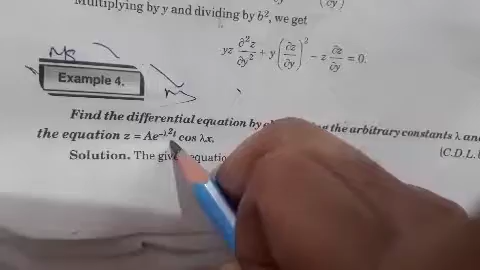 Multiplying by y and dividing by b², we get
yz ∂²z/∂y² + y (∂z/∂y)² − z ∂z/∂y = 0.
Example 4.
Find the differential equation by the arbitrary constants λ and
the equation z = Ae^−λ²t cos λx.
(C.D.L.
Solution. The equation